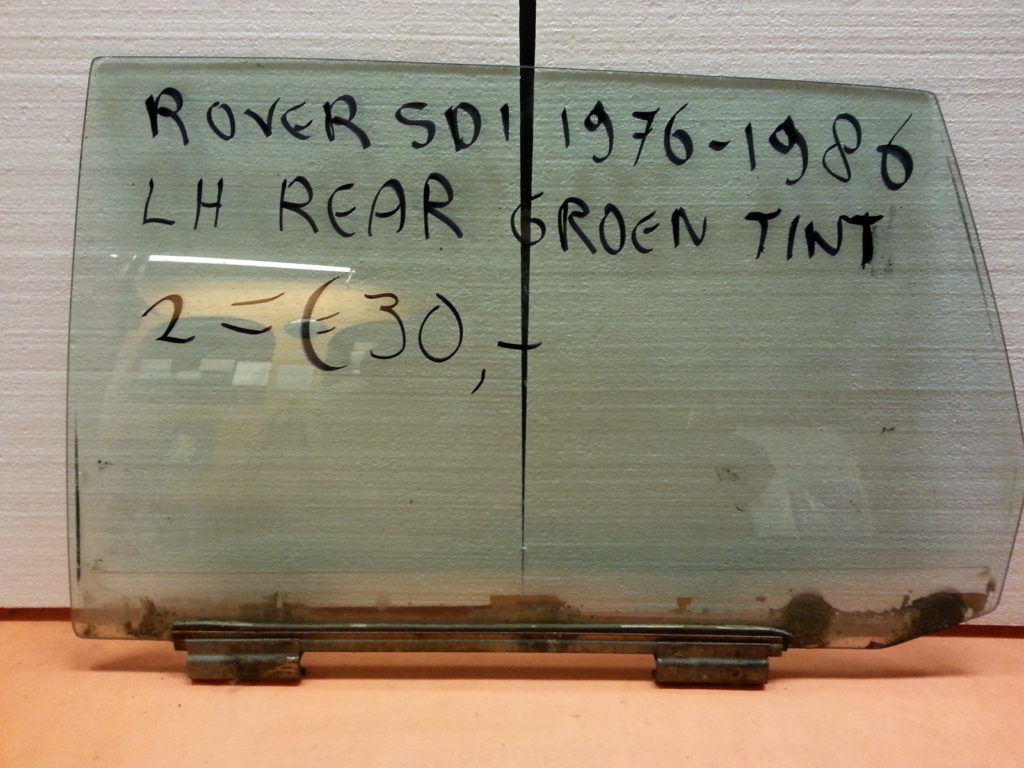 ROVER SD1 1976-1986
LH REAR GROEN TINT
2 = €30,-